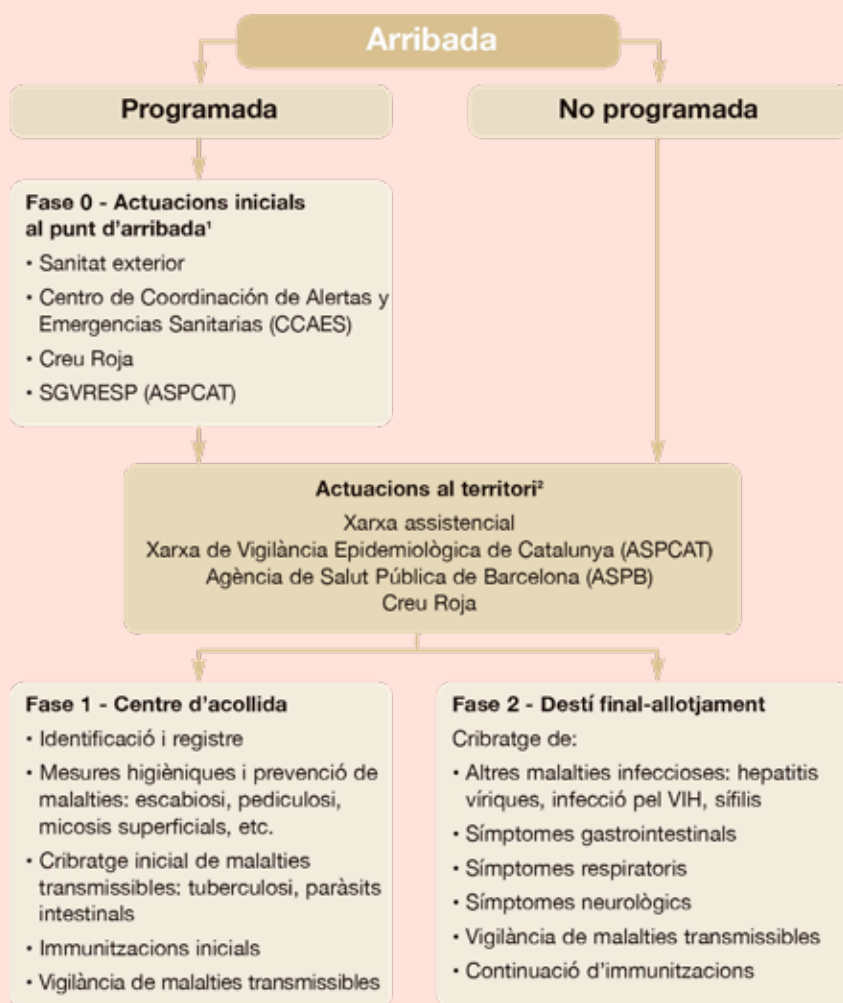 Arribada
Programada
No programada
Fase 0 - Actuacions inicials
al punt d'arribada¹
• Sanitat exterior
• Centro de Coordinación de Alertas y
Emergencias Sanitarias (CCAES)
• Creu Roja
• SGVRESP (ASPCAT)
Actuacions al territori²
Xarxa assistencial
Xarxa de Vigilància Epidemiològica de Catalunya (ASPCAT)
Agència de Salut Pública de Barcelona (ASPB)
Creu Roja
Fase 1 - Centre d'acollida
• Identificació i registre
• Mesures higièniques i prevenció de
malalties: escabiosi, pediculosi,
micosis superficials, etc.
• Cribratge inicial de malalties
transmissibles: tuberculosi, paràsits
intestinals
• Immunitzacions inicials
• Vigilància de malalties transmissibles
Fase 2 - Destí final-allotjament
Cribratge de:
• Altres malalties infeccioses: hepatitis
víriques, infecció pel VIH, sífilis
• Símptomes gastrointestinals
• Símptomes respiratoris
• Símptomes neurològics
• Vigilància de malalties transmissibles
• Continuació d'immunitzacions